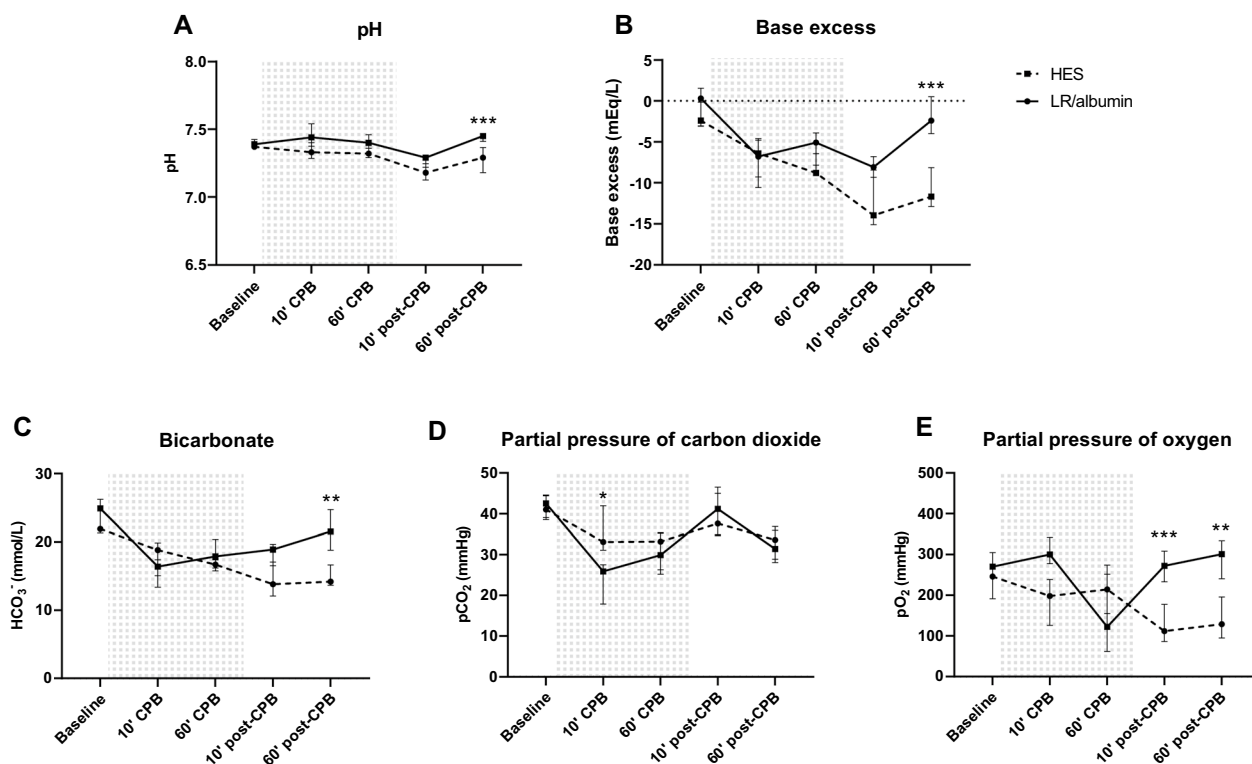 A
pH
8.0
7.5
7.0
6.5
pH
***
Baseline
10' CPB
60' CPB
10' post-CPB
60' post-CPB
B
Base excess
5
0
-5
-10
-15
-20
Base excess (mEq/L)
***
Baseline
10' CPB
60' CPB
10' post-CPB
60' post-CPB
HES
LR/albumin
C
Bicarbonate
30
20
10
0
HCO₃⁻ (mmol/L)
**
Baseline
10' CPB
60' CPB
10' post-CPB
60' post-CPB
D
Partial pressure of carbon dioxide
50
40
30
20
10
0
pCO₂ (mmHg)
*
Baseline
10' CPB
60' CPB
10' post-CPB
60' post-CPB
E
Partial pressure of oxygen
500
400
300
200
100
0
pO₂ (mmHg)
***
**
Baseline
10' CPB
60' CPB
10' post-CPB
60' post-CPB